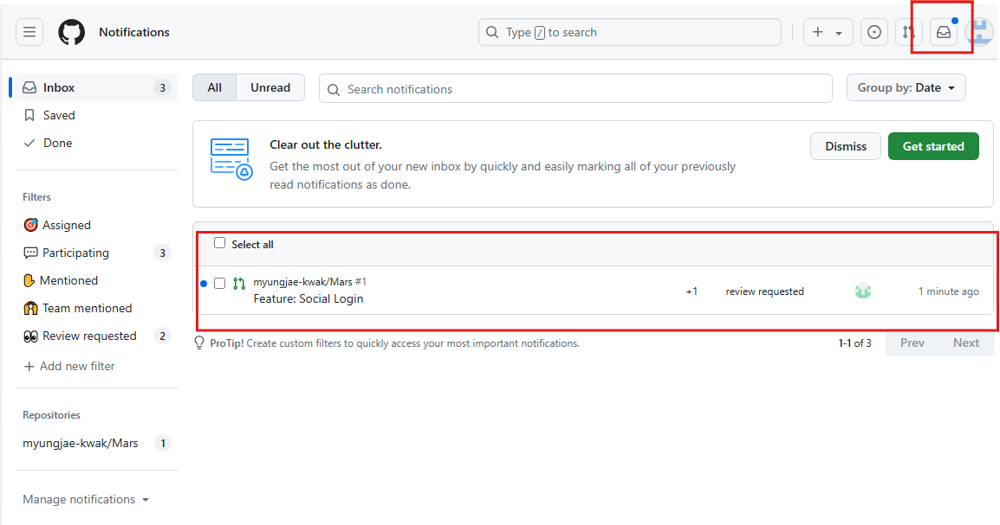 Notifications
Type / to search
Inbox 3
Saved
Done
Filters
Assigned
Participating 3
Mentioned
Team mentioned
Review requested 2
Add new filter
Repositories
myungjae-kwak/Mars 1
Manage notifications
All Unread Search notifications Group by: Date
Clear out the clutter.
Get the most out of your new inbox by quickly and easily marking all of your previously
read notifications as done.
Dismiss Get started
Select all
myungjae-kwak/Mars #1
Feature: Social Login
+1 review requested 1 minute ago
ProTip! Create custom filters to quickly access your most important notifications.
1-1 of 3 Prev Next